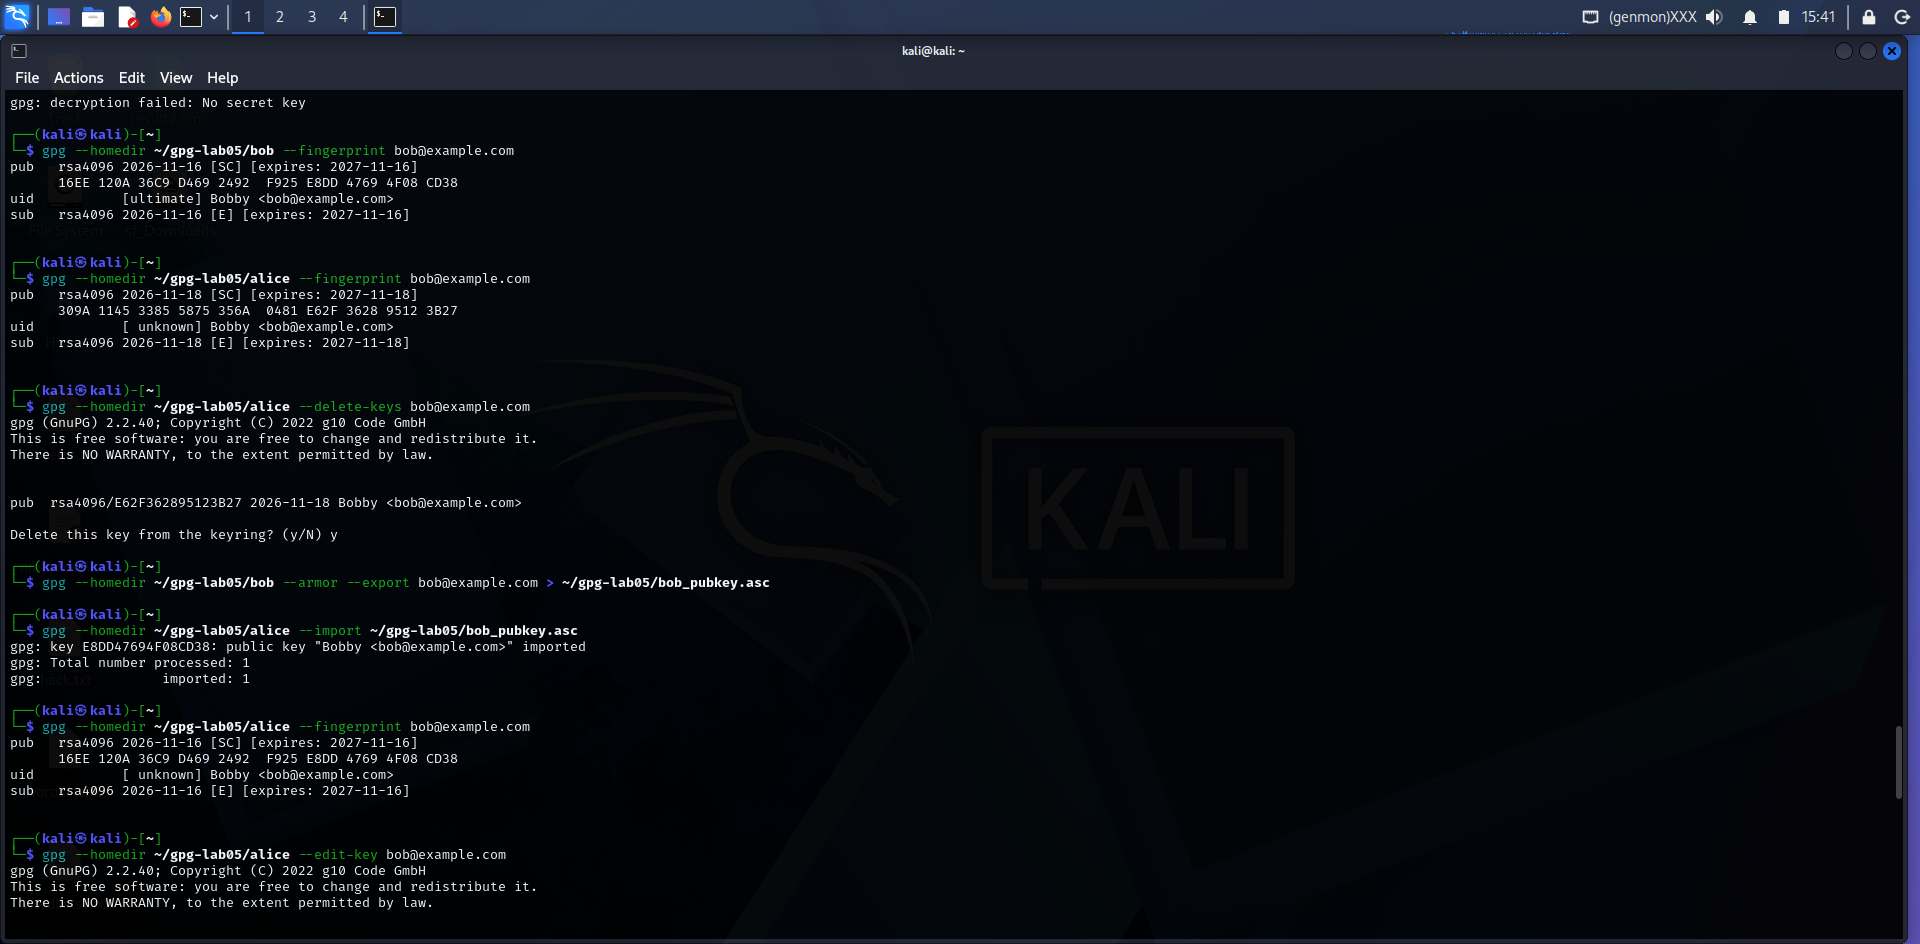 1 2 3 4 (genmon)XXX 15:41
kali@kali: ~
File Actions Edit View Help
gpg: decryption failed: No secret key
┌──(kali㉿kali)-[~]
└─$ gpg --homedir ~/gpg-lab05/bob --fingerprint bob@example.com
pub   rsa4096 2026-11-16 [SC] [expires: 2027-11-16]
      16EE 120A 36C9 D469 2492  F925 E8DD 4769 4F08 CD38
uid           [ultimate] Bobby <bob@example.com>
sub   rsa4096 2026-11-16 [E] [expires: 2027-11-16]
┌──(kali㉿kali)-[~]
└─$ gpg --homedir ~/gpg-lab05/alice --fingerprint bob@example.com
pub   rsa4096 2026-11-18 [SC] [expires: 2027-11-18]
      309A 1145 3385 5875 356A  0481 E62F 3628 9512 3B27
uid           [ unknown] Bobby <bob@example.com>
sub   rsa4096 2026-11-18 [E] [expires: 2027-11-18]
┌──(kali㉿kali)-[~]
└─$ gpg --homedir ~/gpg-lab05/alice --delete-keys bob@example.com
gpg (GnuPG) 2.2.40; Copyright (C) 2022 g10 Code GmbH
This is free software: you are free to change and redistribute it.
There is NO WARRANTY, to the extent permitted by law.
pub  rsa4096/E62F362895123B27 2026-11-18 Bobby <bob@example.com>
Delete this key from the keyring? (y/N) y
┌──(kali㉿kali)-[~]
└─$ gpg --homedir ~/gpg-lab05/bob --armor --export bob@example.com > ~/gpg-lab05/bob_pubkey.asc
┌──(kali㉿kali)-[~]
└─$ gpg --homedir ~/gpg-lab05/alice --import ~/gpg-lab05/bob_pubkey.asc
gpg: key E8DD47694F08CD38: public key "Bobby <bob@example.com>" imported
gpg: Total number processed: 1
gpg:               imported: 1
┌──(kali㉿kali)-[~]
└─$ gpg --homedir ~/gpg-lab05/alice --fingerprint bob@example.com
pub   rsa4096 2026-11-16 [SC] [expires: 2027-11-16]
      16EE 120A 36C9 D469 2492  F925 E8DD 4769 4F08 CD38
uid           [ unknown] Bobby <bob@example.com>
sub   rsa4096 2026-11-16 [E] [expires: 2027-11-16]
┌──(kali㉿kali)-[~]
└─$ gpg --homedir ~/gpg-lab05/alice --edit-key bob@example.com
gpg (GnuPG) 2.2.40; Copyright (C) 2022 g10 Code GmbH
This is free software: you are free to change and redistribute it.
There is NO WARRANTY, to the extent permitted by law.
KALI